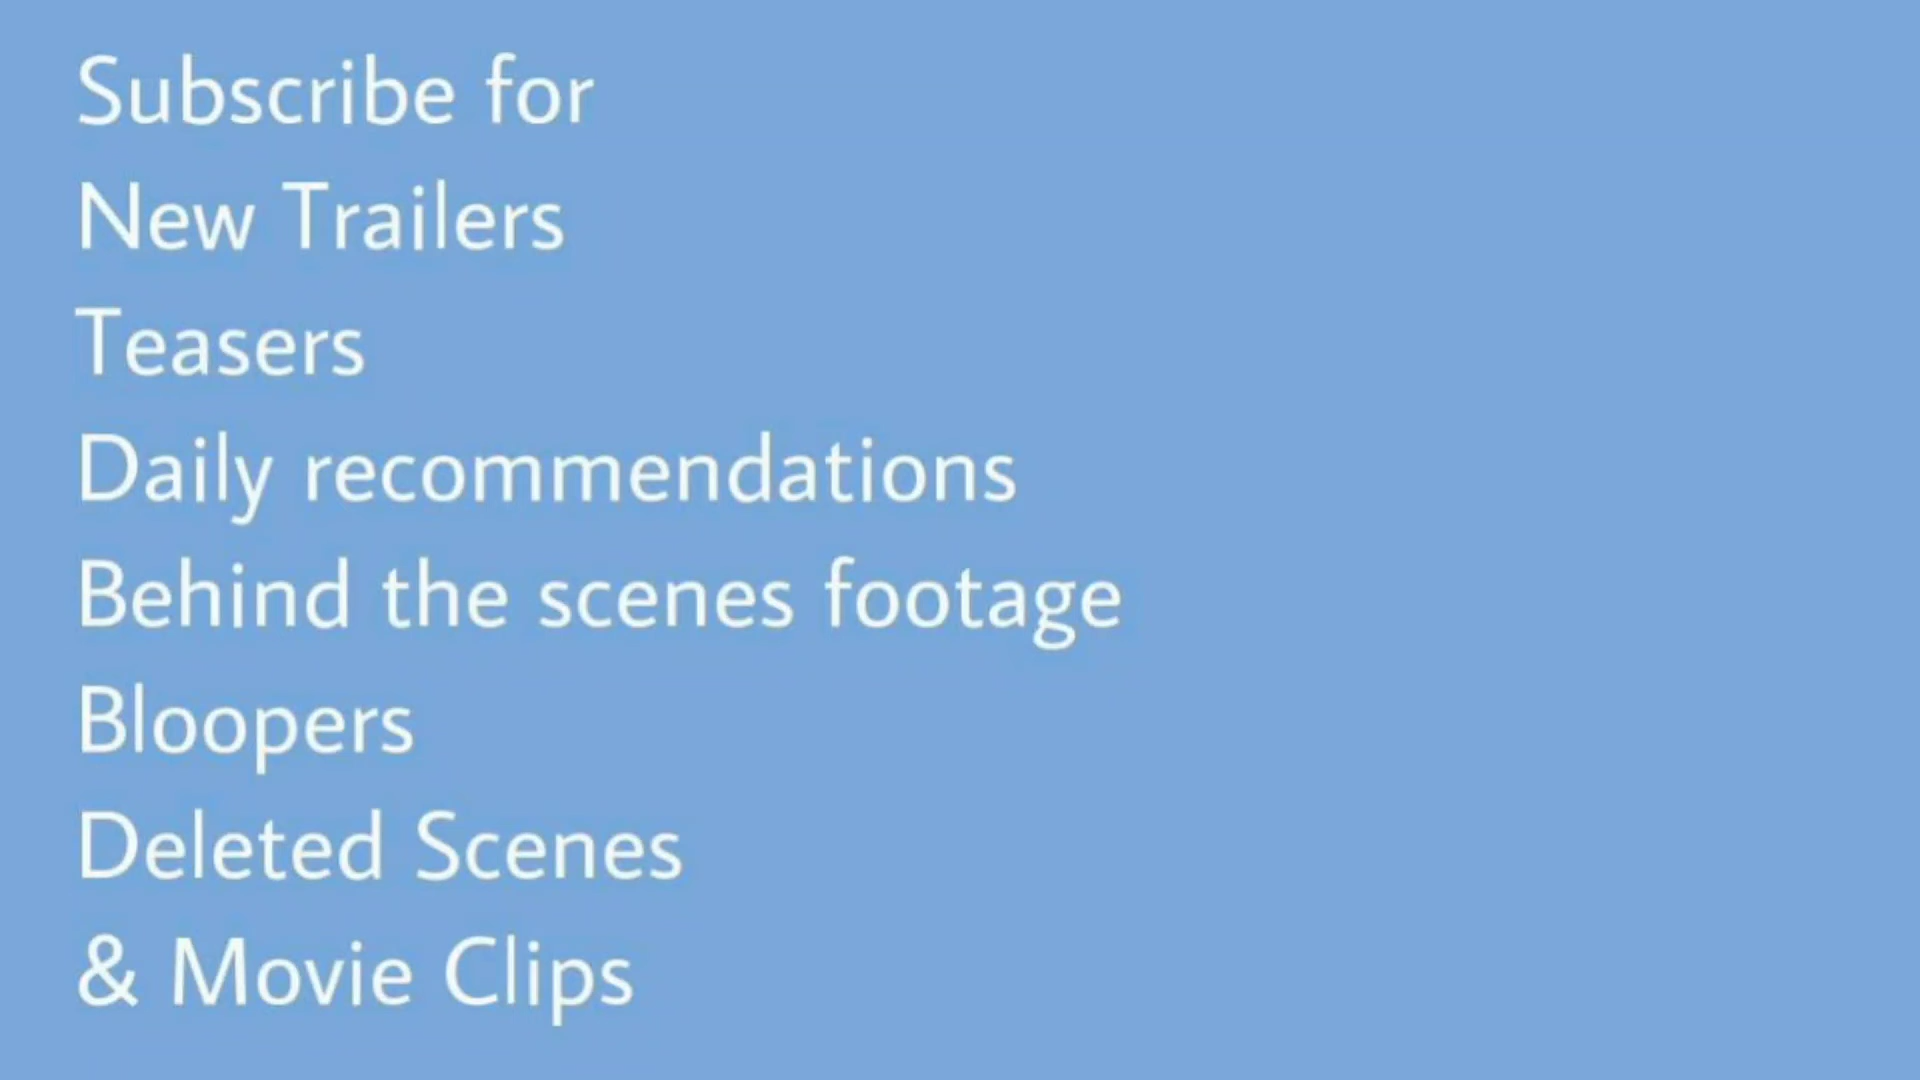 Subscribe for
New Trailers
Teasers
Daily recommendations
Behind the scenes footage
Bloopers
Deleted Scenes
& Movie Clips